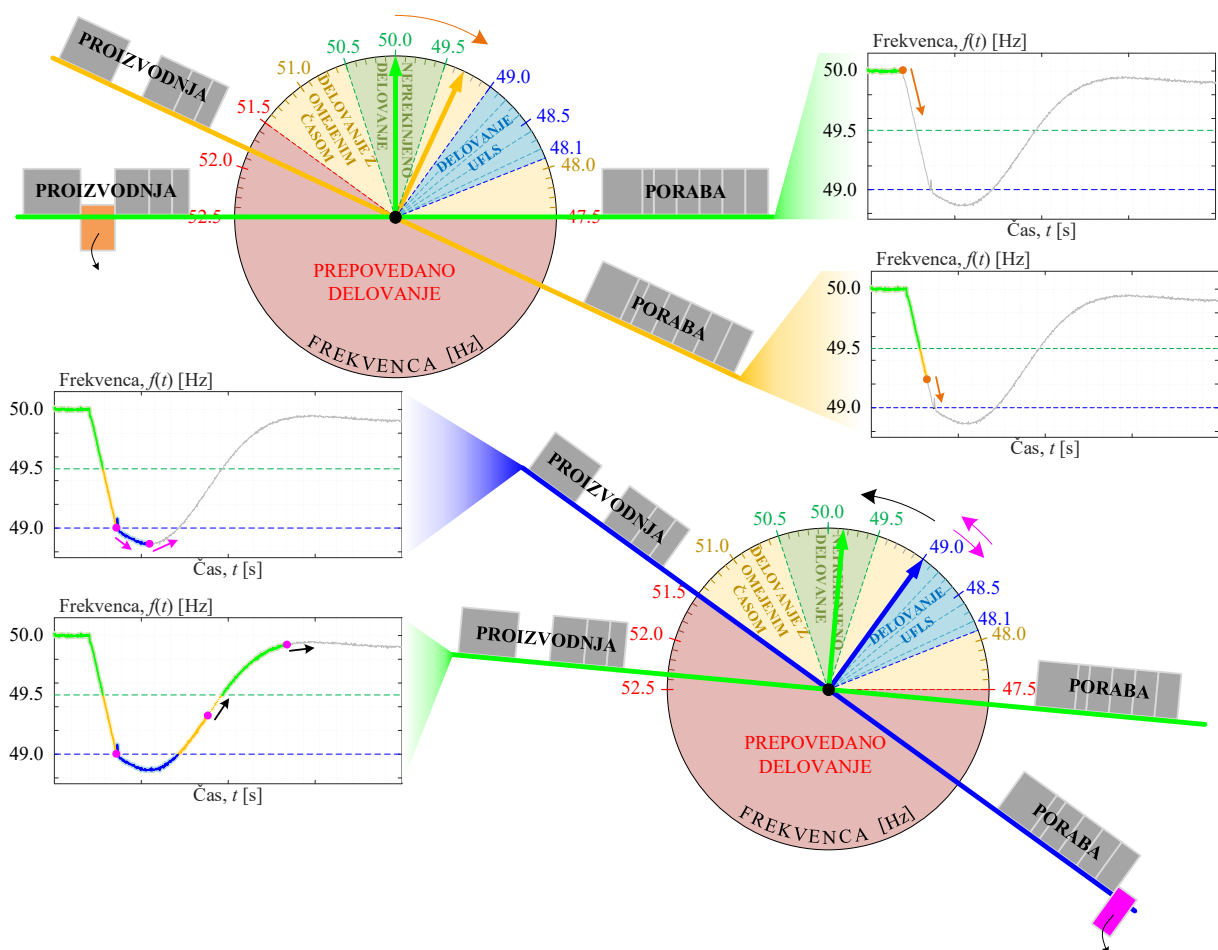 PROIZVODNJA
50.5
50.0
49.5
51.0
49.0
51.5
48.5
52.0
48.1
48.0
52.5
47.5
DELOVANJE Z
OMEJENIM
ČASOM
NEPREKINJENO
DELOVANJE
DELOVANJE
UFLS
PROIZVODNJA
PORABA
PREPOVEDANO
DELOVANJE
FREKVENCA [Hz]
PORABA
Frekvenca, f(t) [Hz]
50.0
49.5
49.0
Čas, t [s]
Frekvenca, f(t) [Hz]
50.0
49.5
49.0
Čas, t [s]
Frekvenca, f(t) [Hz]
50.0
49.5
49.0
Čas, t [s]
Frekvenca, f(t) [Hz]
50.0
49.5
49.0
Čas, t [s]
PROIZVODNJA
50.5
50.0
49.5
51.0
49.0
51.5
48.5
52.0
48.1
48.0
52.5
47.5
DELOVANJE Z
OMEJENIM
ČASOM
NEPREKINJENO
DELOVANJE
DELOVANJE
UFLS
PROIZVODNJA
PORABA
PREPOVEDANO
DELOVANJE
FREKVENCA [Hz]
PORABA